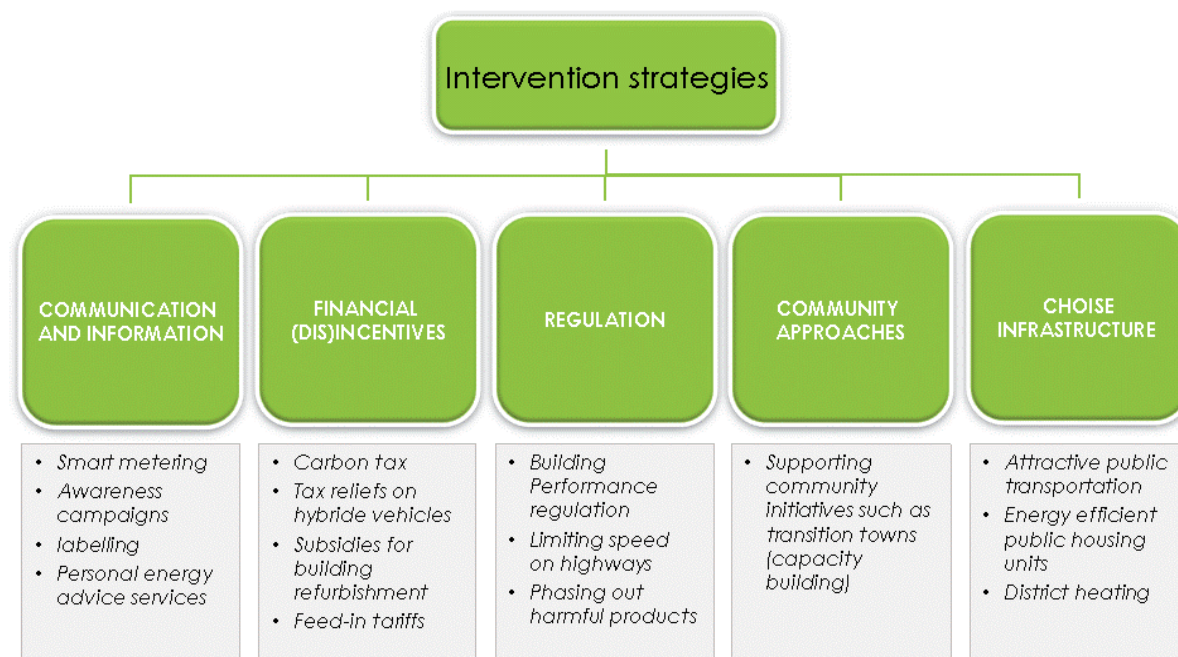 Intervention strategies
COMMUNICATION
AND INFORMATION
FINANCIAL
(DIS)INCENTIVES
REGULATION
COMMUNITY
APPROACHES
CHOISE
INFRASTRUCTURE
• Smart metering
• Awareness
campaigns
• labelling
• Personal energy
advice services
• Carbon tax
• Tax reliefs on
hybride vehicles
• Subsidies for
building
refurbishment
• Feed-in tariffs
• Building
Performance
regulation
• Limiting speed
on highways
• Phasing out
harmful products
• Supporting
community
initiatives such as
transition towns
(capacity
building)
• Attractive public
transportation
• Energy efficient
public housing
units
• District heating